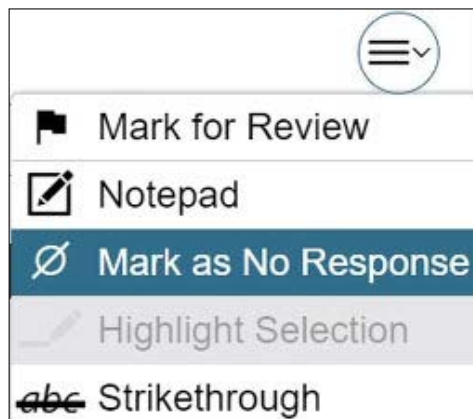 Mark for Review
Notepad
Mark as No Response
Highlight Selection
abc Strikethrough